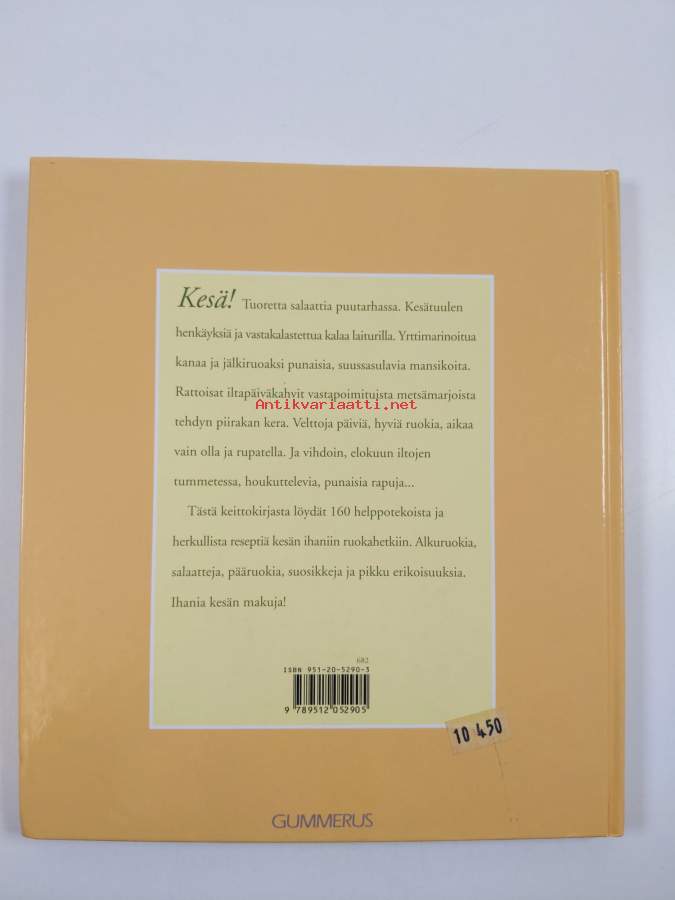 Kesä! Tuoretta salaattia puutarhassa. Kesätuulen
henkäyksiä ja vastakalastettua kalaa laiturilla. Yrttimarinoitua
kanaa ja jälkiruoaksi punaisia, suussasulavia mansikoita.
Rattoisat iltapäiväkahvit vastapoimituista metsämarjoista
Antikvariaatti.net
tehdyn piirakan kera. Velttoja päiviä, hyviä ruokia, aikaa
vain olla ja rupatella. Ja vihdoin, elokuun iltojen
tummetessa, houkuttelevia, punaisia rapuja...
Tästä keittokirjasta löydät 160 helppotekoista ja
herkullista reseptiä kesän ihaniin ruokahetkiin. Alkuruokia,
salaatteja, pääruokia, suosikkeja ja pikku erikoisuuksia.
Ihania kesän makuja!
682
ISBN 951-20-5290-3
9 789512 052905
10 450
GUMMERUS